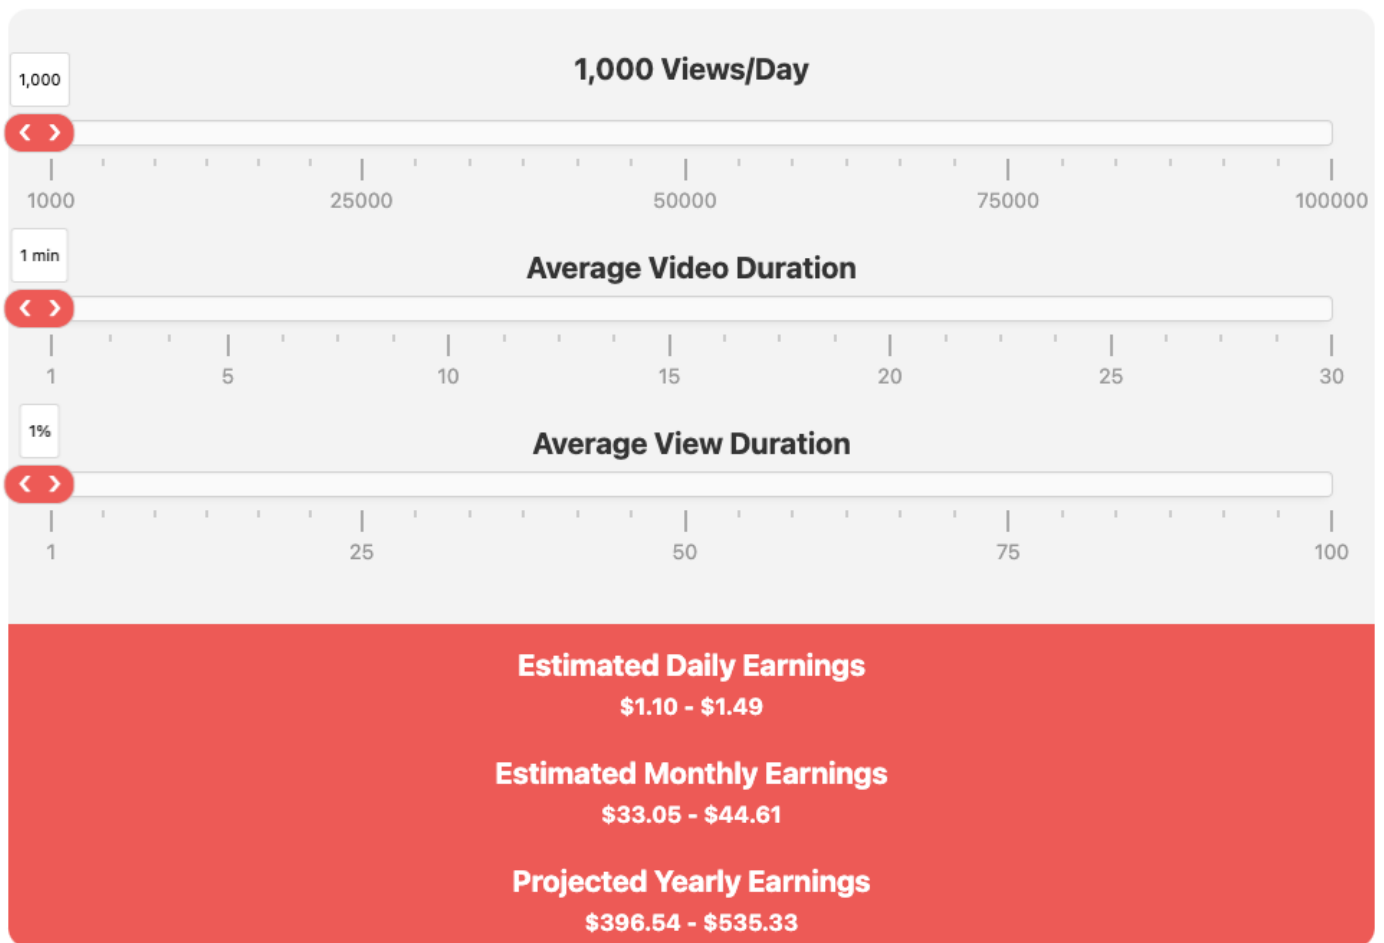 1,000 Views/Day
1,000
1000 25000 50000 75000 100000
1 min
Average Video Duration
1 5 10 15 20 25 30
1%
Average View Duration
1 25 50 75 100
Estimated Daily Earnings
$1.10 - $1.49
Estimated Monthly Earnings
$33.05 - $44.61
Projected Yearly Earnings
$396.54 - $535.33